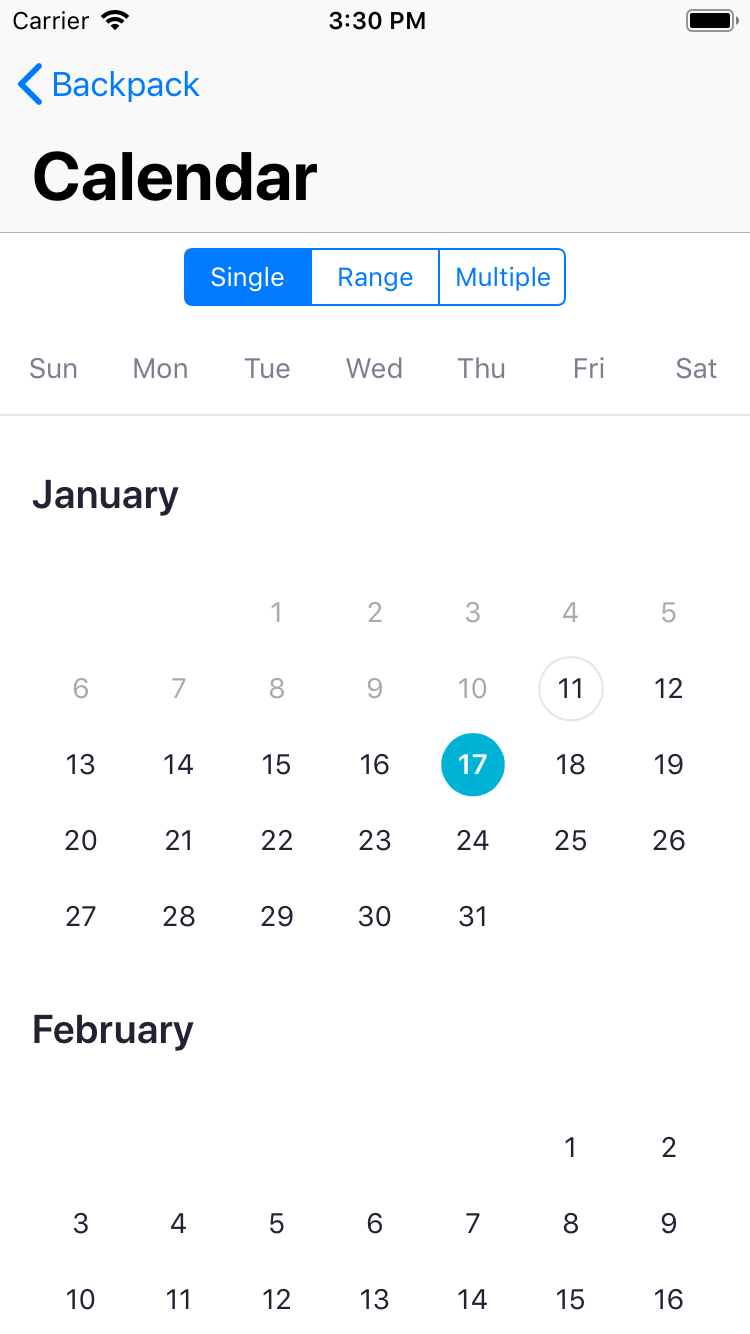 Carrier 3:30 PM
Backpack
Calendar
Single Range Multiple
Sun Mon Tue Wed Thu Fri Sat
January
1 2 3 4 5
6 7 8 9 10 11 12
13 14 15 16 17 18 19
20 21 22 23 24 25 26
27 28 29 30 31
February
1 2
3 4 5 6 7 8 9
10 11 12 13 14 15 16